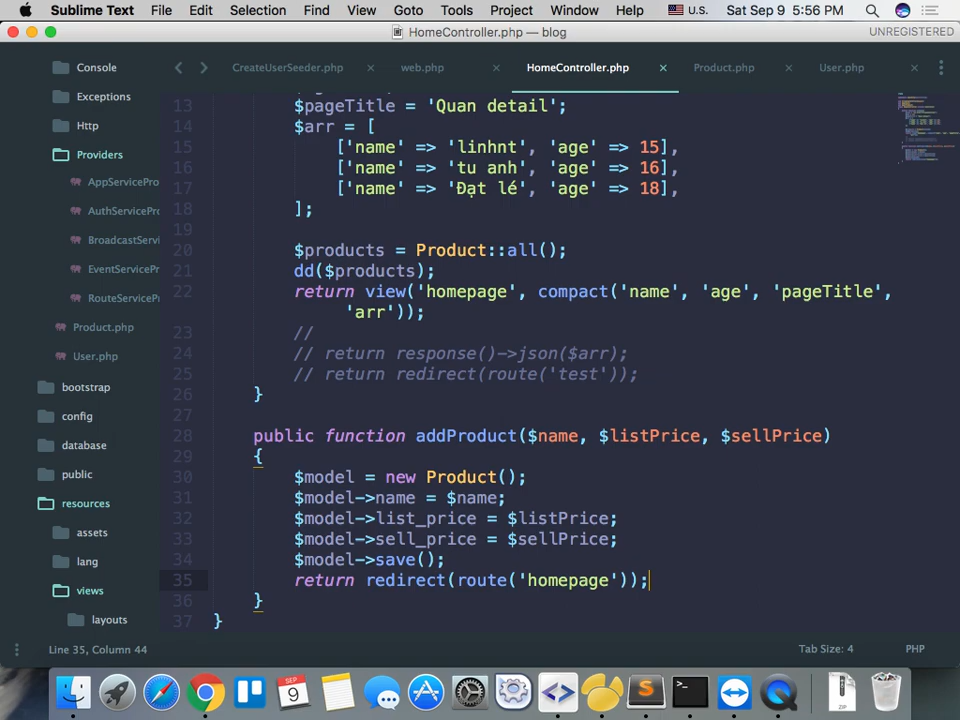 Sublime Text File Edit Selection Find View Goto Tools Project Window Help U.S. Sat Sep 9 5:56 PM
HomeController.php — blog UNREGISTERED
CreateUserSeeder.php web.php HomeController.php Product.php User.php
Console
Exceptions
Http
Providers
AppServicePro
AuthServicePro
BroadcastServi
EventServicePr
RouteServicePr
Product.php
User.php
bootstrap
config
database
public
resources
assets
lang
views
layouts
13 $pageTitle = 'Quan detail';
14 $arr = [
15 ['name' => 'linhnt', 'age' => 15],
16 ['name' => 'tu anh', 'age' => 16],
17 ['name' => 'Đạt lé', 'age' => 18],
18 ];
19
20 $products = Product::all();
21 dd($products);
22 return view('homepage', compact('name', 'age', 'pageTitle',
'arr'));
23 //
24 // return response()->json($arr);
25 // return redirect(route('test'));
26 }
27
28 public function addProduct($name, $listPrice, $sellPrice)
29 {
30 $model = new Product();
31 $model->name = $name;
32 $model->list_price = $listPrice;
33 $model->sell_price = $sellPrice;
34 $model->save();
35 return redirect(route('homepage'));
36 }
37 }
Line 35, Column 44 Tab Size: 4 PHP
SEP
9
ZIP